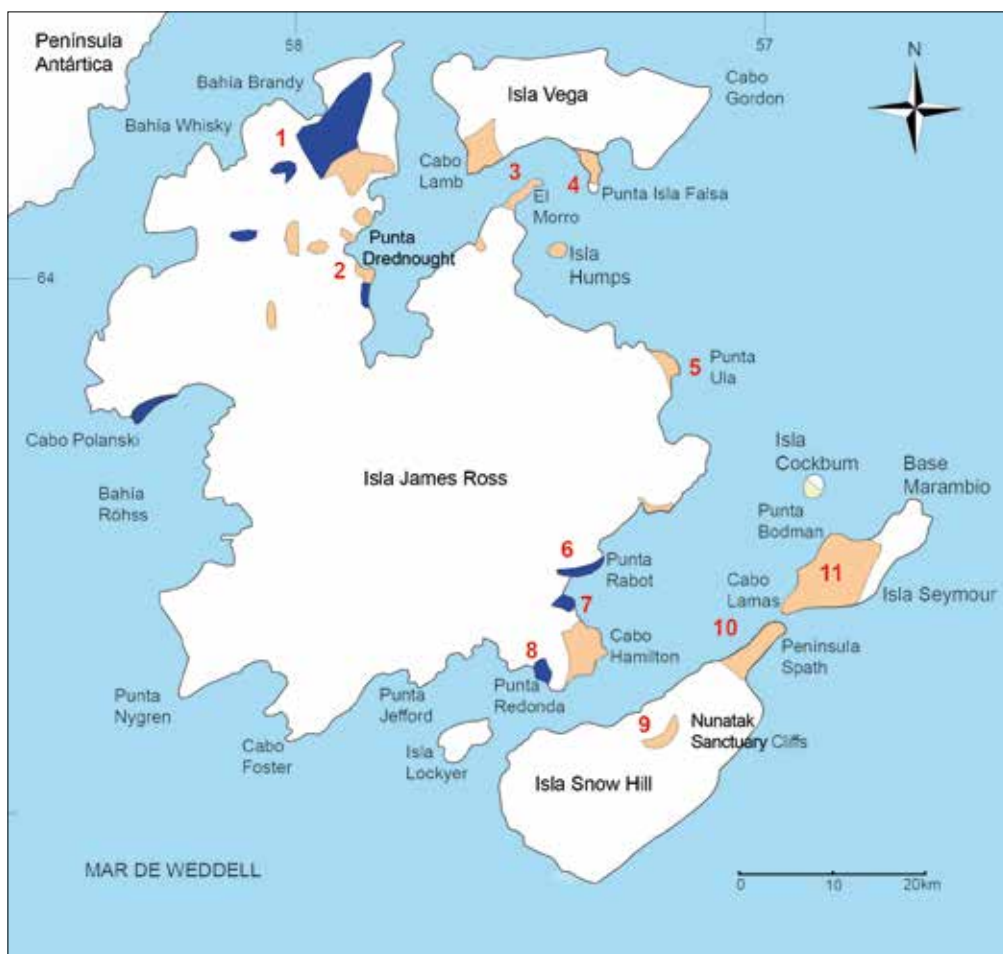 58
57
Península
Antártica
Bahía Brandy
Isla Vega
Cabo
Gordon
N
Bahía Whisky
1
Cabo
Lamb
3
4
El
Morro
Punta Isla Falsa
Punta
Drednought
2
Isla
Humps
64
5
Punta
Ula
Cabo Polanski
Isla James Ross
Isla
Cockburn
Base
Marambio
Bahía
Röhss
Punta
Bodman
6
Punta
Rabot
Cabo
Lamas
11
Isla Seymour
7
10
8
Cabo
Hamilton
Península
Spath
Punta
Nygren
Punta
Jefford
Punta
Redonda
9
Nunatak
Sanctuary Cliffs
Cabo
Foster
Isla
Lockyer
Isla Snow Hill
MAR DE WEDDELL
0 10 20km